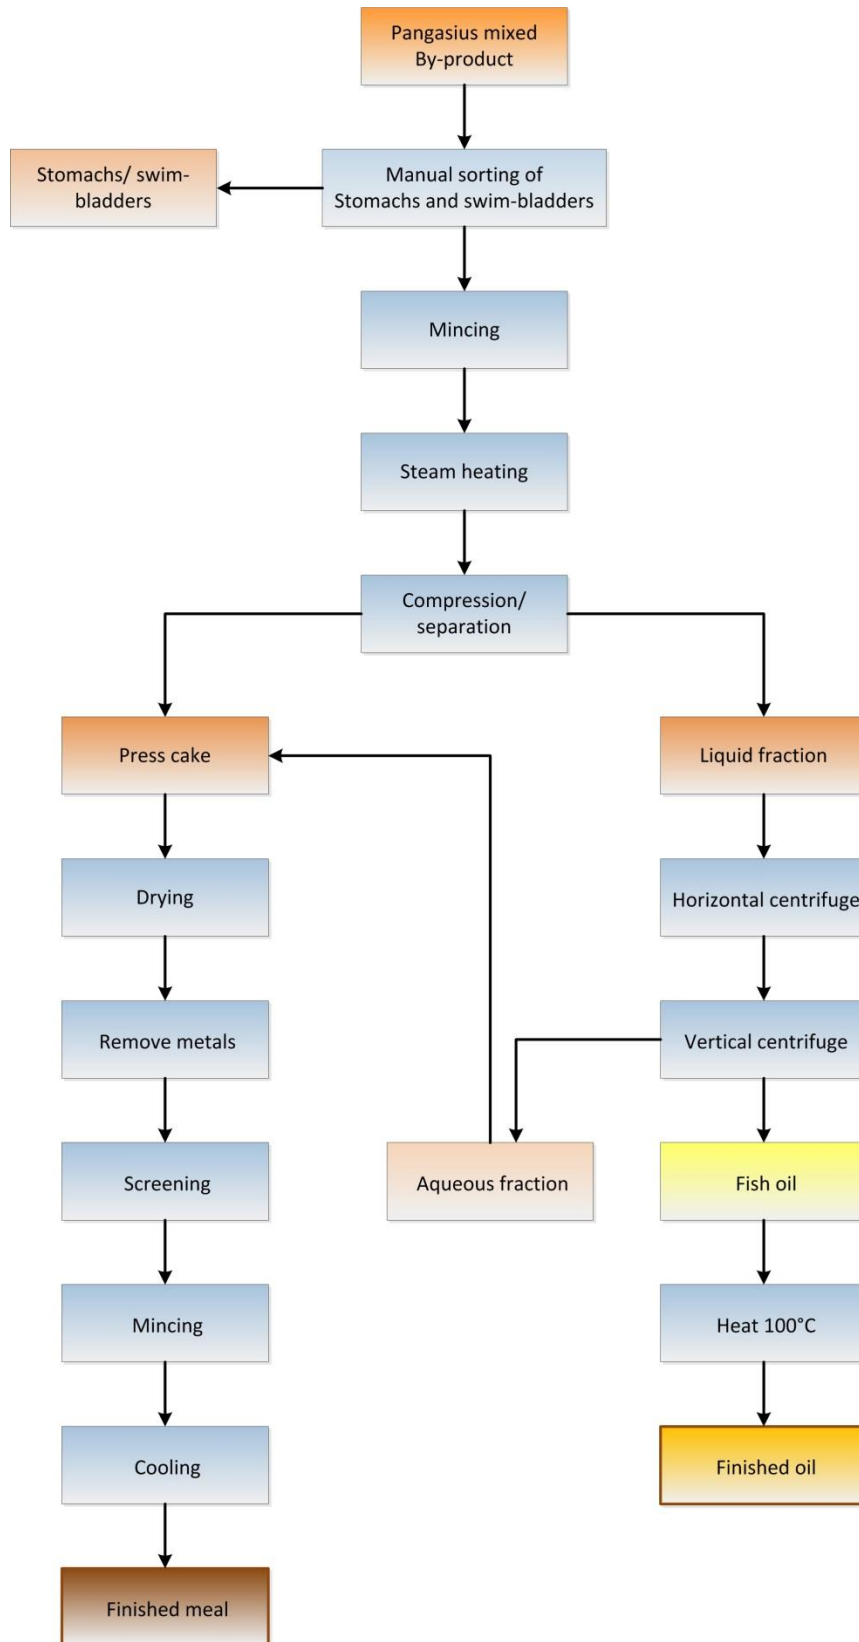 Pangasius mixed
By-product
Stomachs/ swim-
bladders
Manual sorting of
Stomachs and swim-bladders
Mincing
Steam heating
Compression/
separation
Press cake
Liquid fraction
Drying
Horizontal centrifuge
Remove metals
Vertical centrifuge
Screening
Aqueous fraction
Fish oil
Mincing
Heat 100°C
Cooling
Finished oil
Finished meal